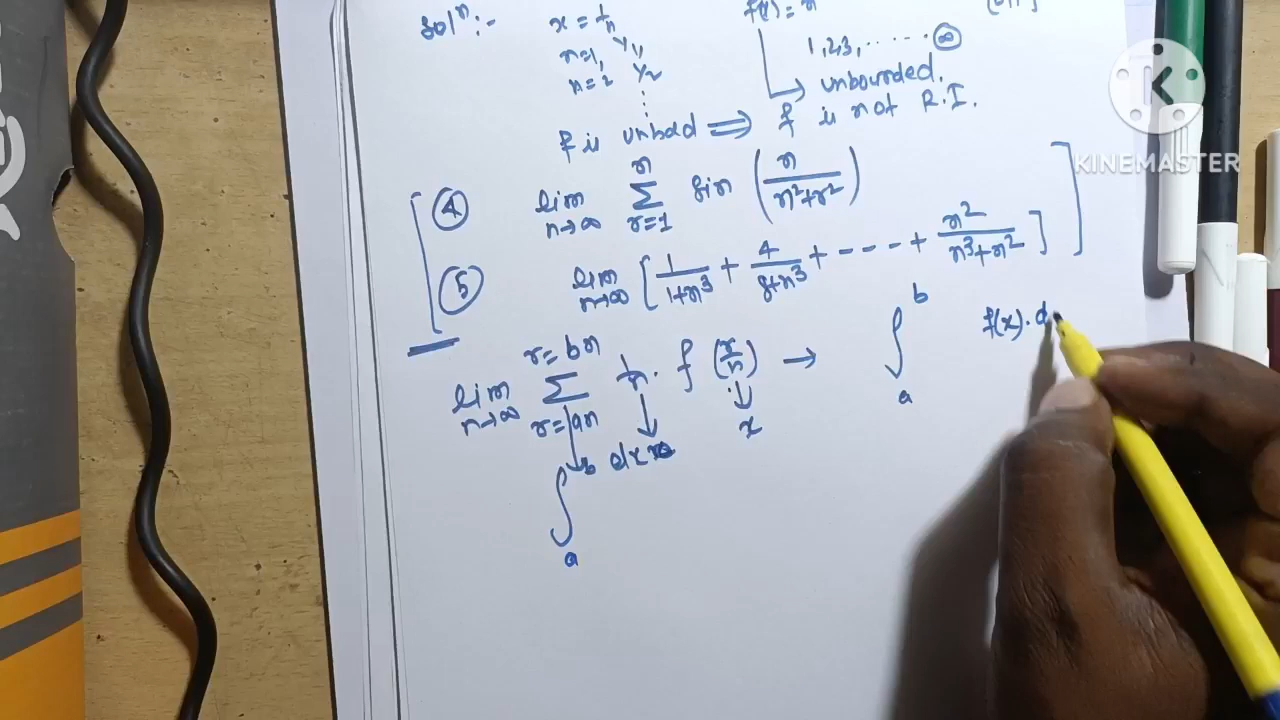 Solⁿ :- x = 1/n f(x) = n
n=1, 1/1, 1,2,3, ....... ∞
n=2 1/2 unbounded.
f is unbdd ⟹ f is not R.I.
④ lim n→∞ n Σ r=1 sin (n/(n²+r²))
⑤ lim n→∞ [1/(1+n³) + 4/(8+n³) + --- + n²/(n³+n²)]
lim n→∞ r=bn Σ r=an 1/n · f (r/n) → ∫ a b f(x)·d
∫ a b dx x
KINEMASTER